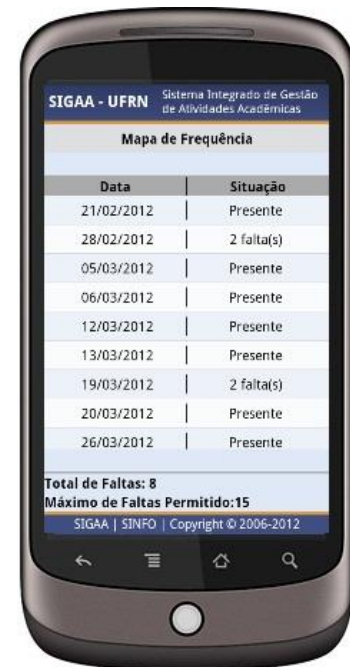 SIGAA - UFRN
Sistema Integrado de Gestão
de Atividades Acadêmicas
Mapa de Frequência
Data | Situação
21/02/2012 | Presente
28/02/2012 | 2 falta(s)
05/03/2012 | Presente
06/03/2012 | Presente
12/03/2012 | Presente
13/03/2012 | Presente
19/03/2012 | 2 falta(s)
20/03/2012 | Presente
26/03/2012 | Presente
Total de Faltas: 8
Máximo de Faltas Permitido:15
SIGAA | SINFO | Copyright © 2006-2012